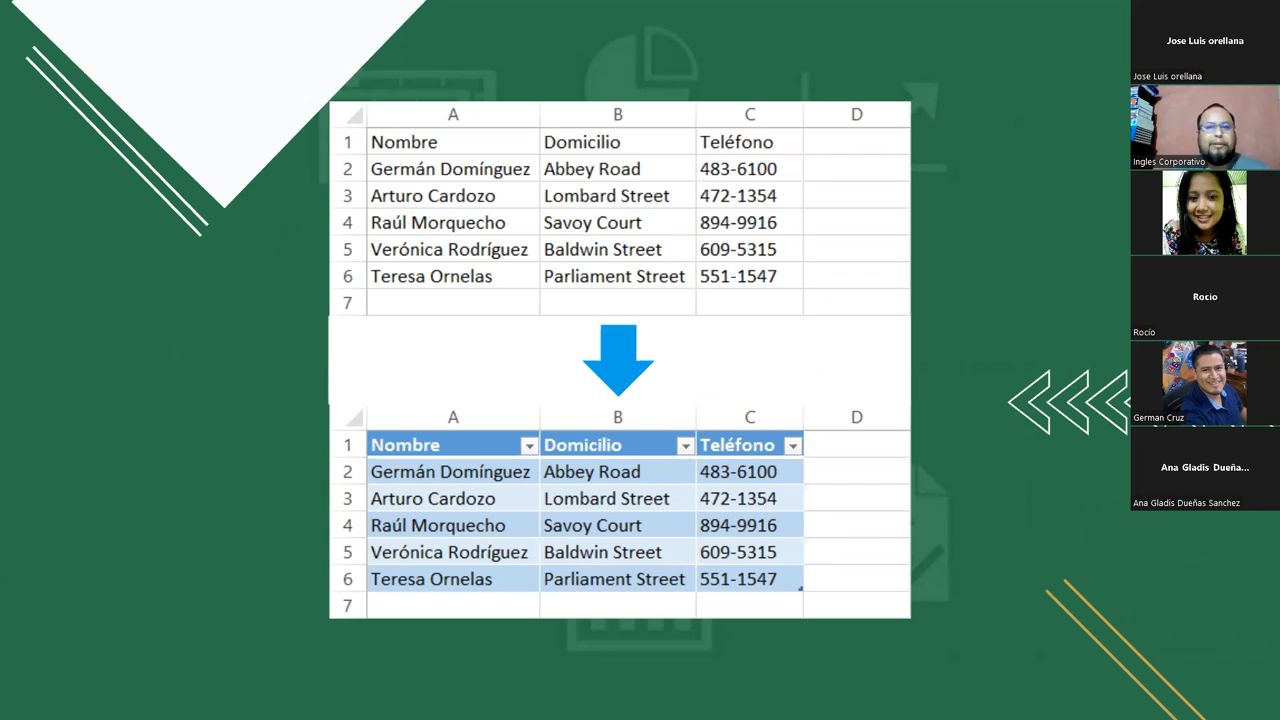 A B C D
1 Nombre Domicilio Teléfono
2 Germán Domínguez Abbey Road 483-6100
3 Arturo Cardozo Lombard Street 472-1354
4 Raúl Morquecho Savoy Court 894-9916
5 Verónica Rodríguez Baldwin Street 609-5315
6 Teresa Ornelas Parliament Street 551-1547
7
A B C D
1 Nombre Domicilio Teléfono
2 Germán Domínguez Abbey Road 483-6100
3 Arturo Cardozo Lombard Street 472-1354
4 Raúl Morquecho Savoy Court 894-9916
5 Verónica Rodríguez Baldwin Street 609-5315
6 Teresa Ornelas Parliament Street 551-1547
7
Jose Luis orellana
Jose Luis orellana
Ingles Corporativo
Rocio
Rocío
German Cruz
Ana Gladis Dueña...
Ana Gladis Dueñas Sanchez